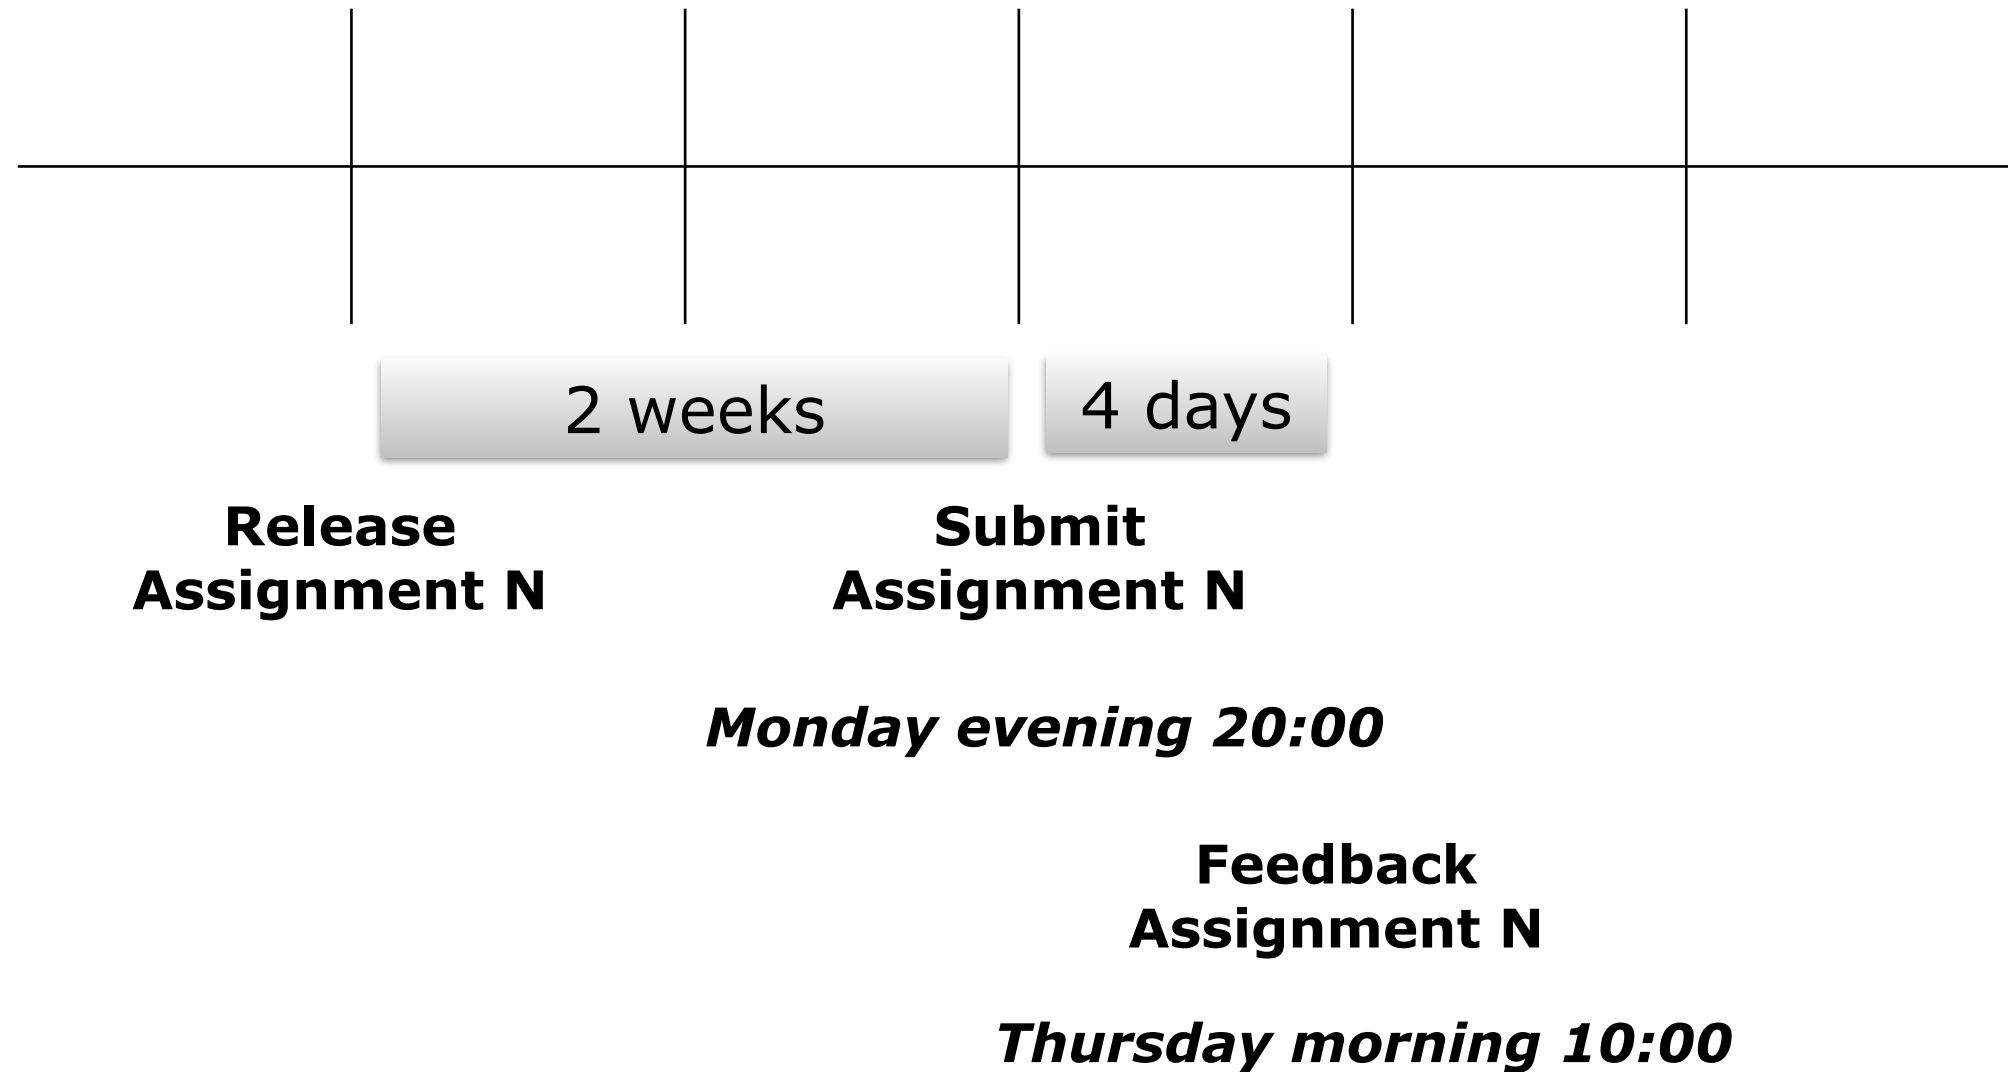 2 weeks
4 days
Release
Assignment N
Submit
Assignment N
Monday evening 20:00
Feedback
Assignment N
Thursday morning 10:00